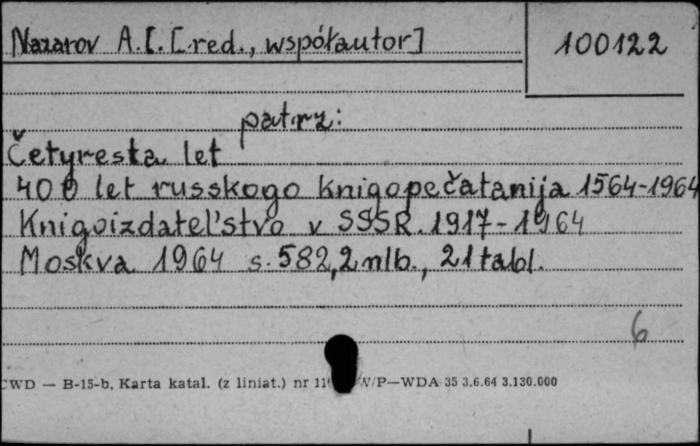 Nazarov A.I. [red., współautor]
100122
patrz:
Četyresta let
400 let russkogo knigopečatanija 1564-1964
Knigoizdatel'stvo v SSSR. 1917-1964
Moskva 1964 s. 582, 2 nlb., 21 tabl.
6
CWD — B-15-b, Karta katal. (z liniat.) nr W/P—WDA 35 3.6.64 3.130.000